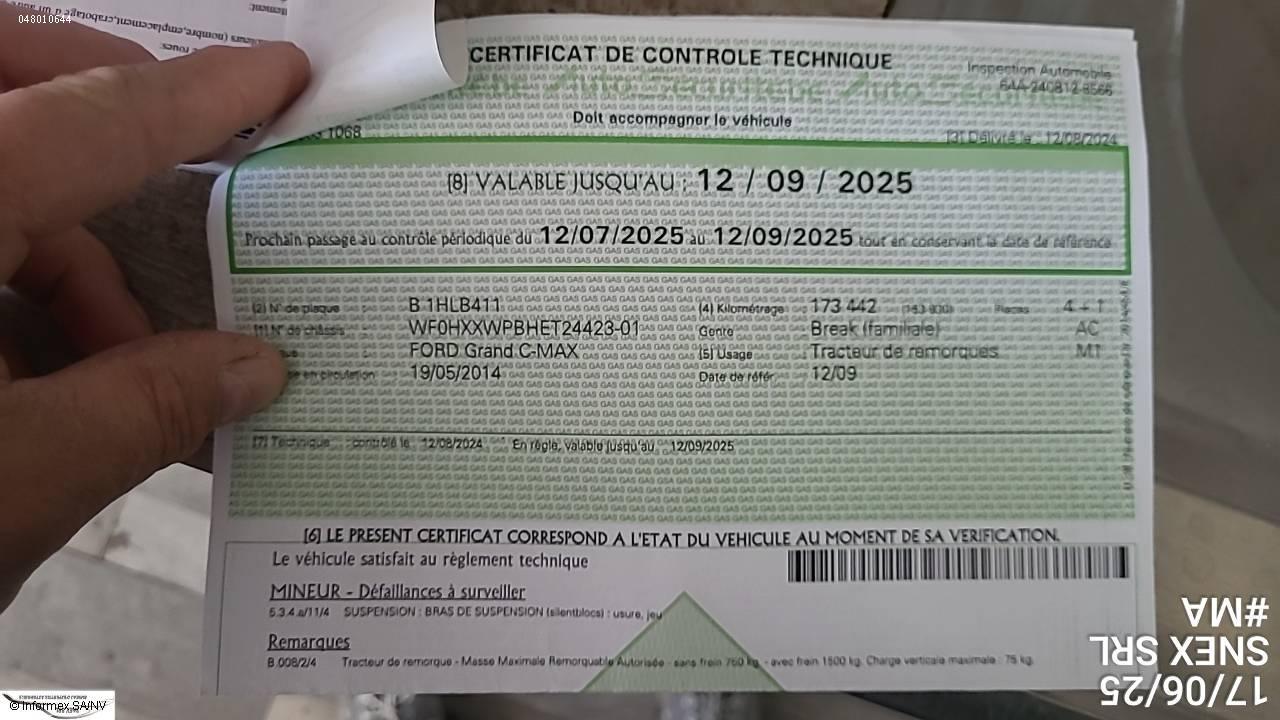 048010644
CERTIFICAT DE CONTROLE TECHNIQUE
Inspection Automobile
64A-240812-8566
Doit accompagner le véhicule
1068
[3] Délivré le : 12/08/2024
[8] VALABLE JUSQU'AU : 12 / 09 / 2025
Prochain passage au contrôle périodique du 12/07/2025 au 12/09/2025 tout en conservant la date de référence
[2] N° de plaque : B 1HLB411 [4] Kilométrage 173 442 Places 4 + 1
[1] N° de châssis : WF0HXXWPBHET24423-01 Genre Break (familiale) AC
FORD Grand C-MAX [5] Usage Tracteur de remorques M1
en circulation 19/05/2014 Date de référ. 12/09
[7] Technique : contrôlé le 12/08/2024 En règle, valable jusqu'au 12/09/2025
[6] LE PRESENT CERTIFICAT CORRESPOND A L'ETAT DU VEHICULE AU MOMENT DE SA VERIFICATION.
Le véhicule satisfait au règlement technique
MINEUR - Défaillances à surveiller
5.3.4.a/11/4 SUSPENSION : BRAS DE SUSPENSION (silentblocs) : usure, jeu
Remarques
B.008/2/4 Tracteur de remorque - Masse Maximale Remorquable Autorisée - sans frein 750 kg. - avec frein 1500 kg. Charge verticale maximale : 75 kg.
17/06/25
SNEX SRL
#MA
© Informex SA/NV